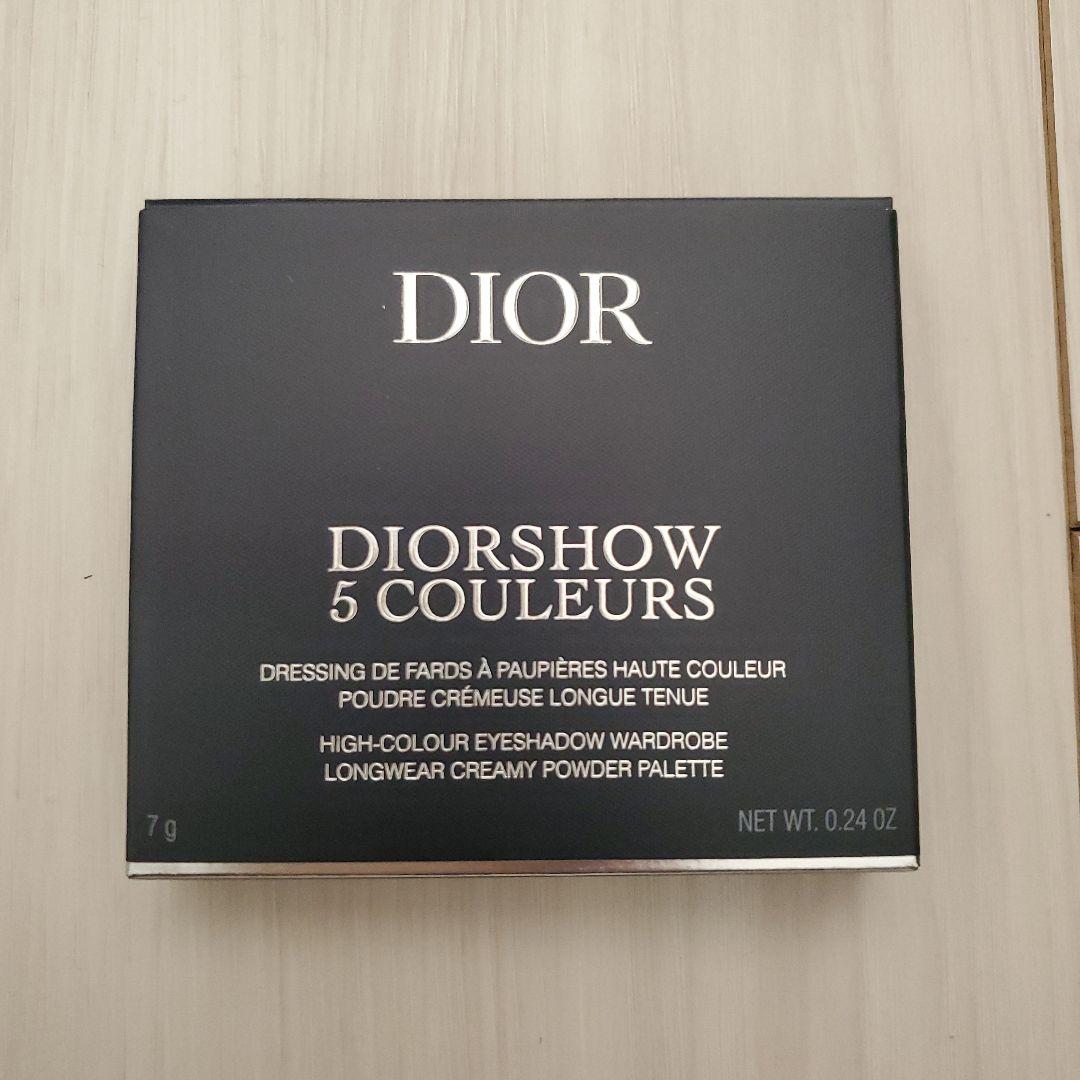 DIOR
DIORSHOW
5 COULEURS
DRESSING DE FARDS À PAUPIÈRES HAUTE COULEUR
POUDRE CRÉMEUSE LONGUE TENUE
HIGH-COLOUR EYESHADOW WARDROBE
LONGWEAR CREAMY POWDER PALETTE
7 g
NET WT. 0.24 OZ